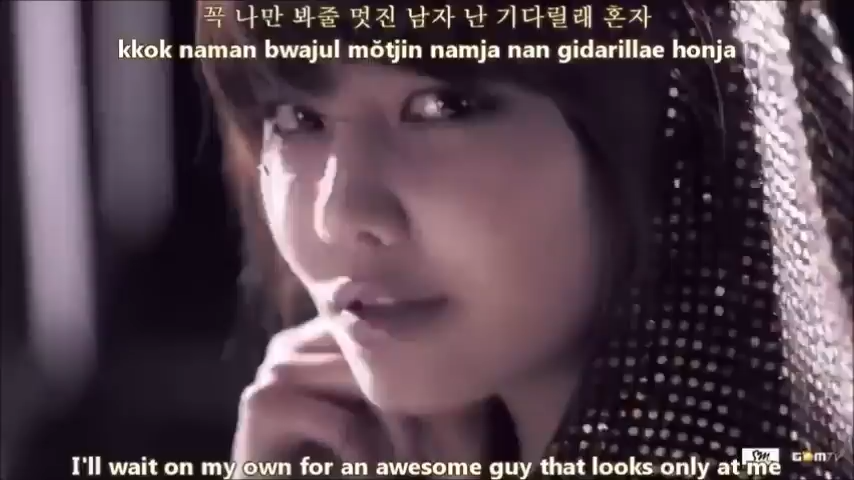 꼭 나만 봐줄 멋진 남자 난 기다릴래 혼자
kkok naman bwajul mŏtjin namja nan gidarillae honja
I'll wait on my own for an awesome guy that looks only at me
SM
GOMTV